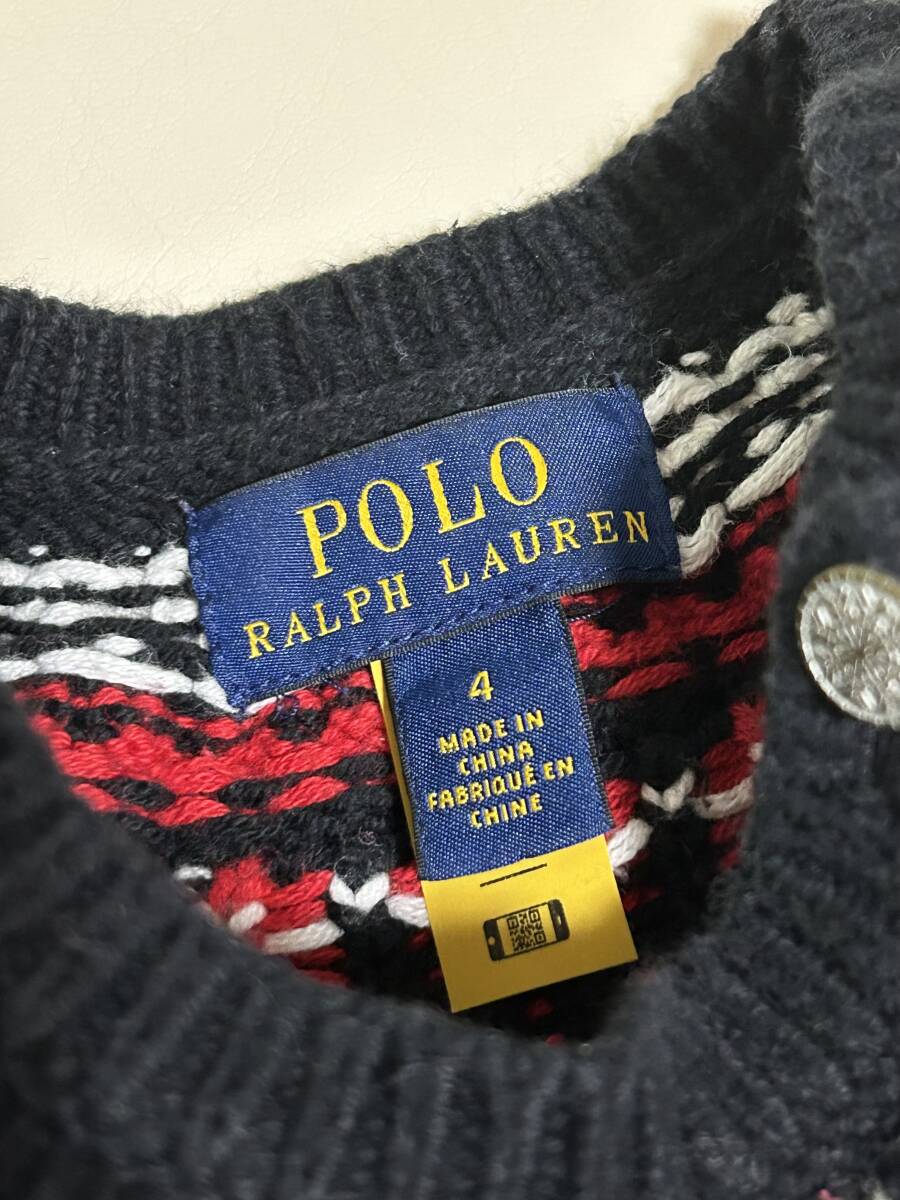 POLO
RALPH LAUREN
4
MADE IN
CHINA
FABRIQUÉ EN
CHINE